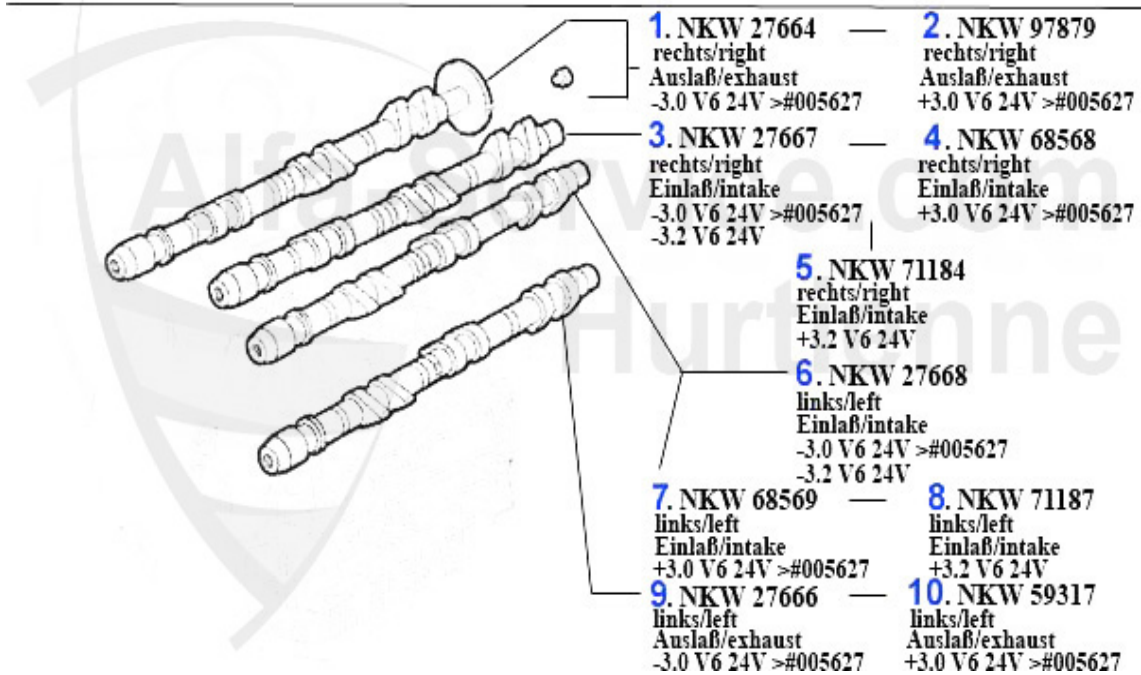 1. NKW 27664
rechts/right
Auslaß/exhaust
-3.0 V6 24V >#005627
2. NKW 97879
rechts/right
Auslaß/exhaust
+3.0 V6 24V >#005627
3. NKW 27667
rechts/right
Einlaß/intake
-3.0 V6 24V >#005627
-3.2 V6 24V
4. NKW 68568
rechts/right
Einlaß/intake
+3.0 V6 24V >#005627
5. NKW 71184
rechts/right
Einlaß/intake
+3.2 V6 24V
6. NKW 27668
links/left
Einlaß/intake
-3.0 V6 24V >#005627
-3.2 V6 24V
7. NKW 68569
links/left
Einlaß/intake
+3.0 V6 24V >#005627
8. NKW 71187
links/left
Einlaß/intake
+3.2 V6 24V
9. NKW 27666
links/left
Auslaß/exhaust
-3.0 V6 24V >#005627
10. NKW 59317
links/left
Auslaß/exhaust
+3.0 V6 24V >#005627
Alfa-Service.com
Hurtienne